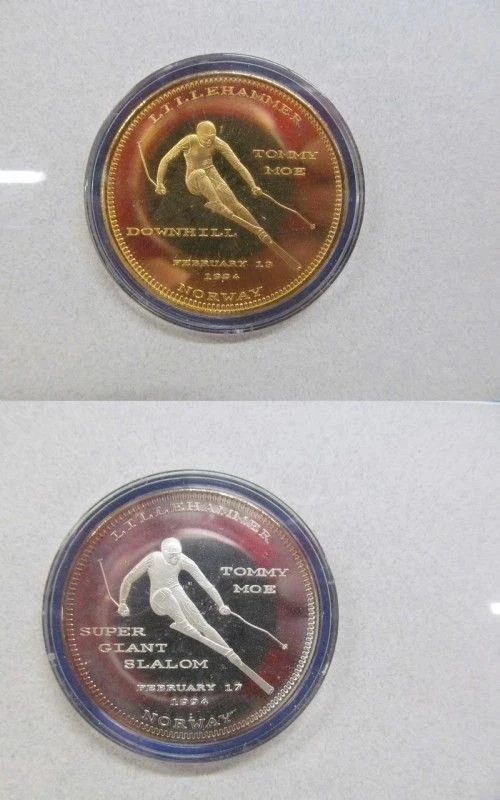 LILLEHAMMER
TOMMY
MOE
DOWNHILL
FEBRUARY 13
1994
NORWAY
LILLEHAMMER
TOMMY
MOE
SUPER
GIANT
SLALOM
FEBRUARY 17
1994
NORWAY